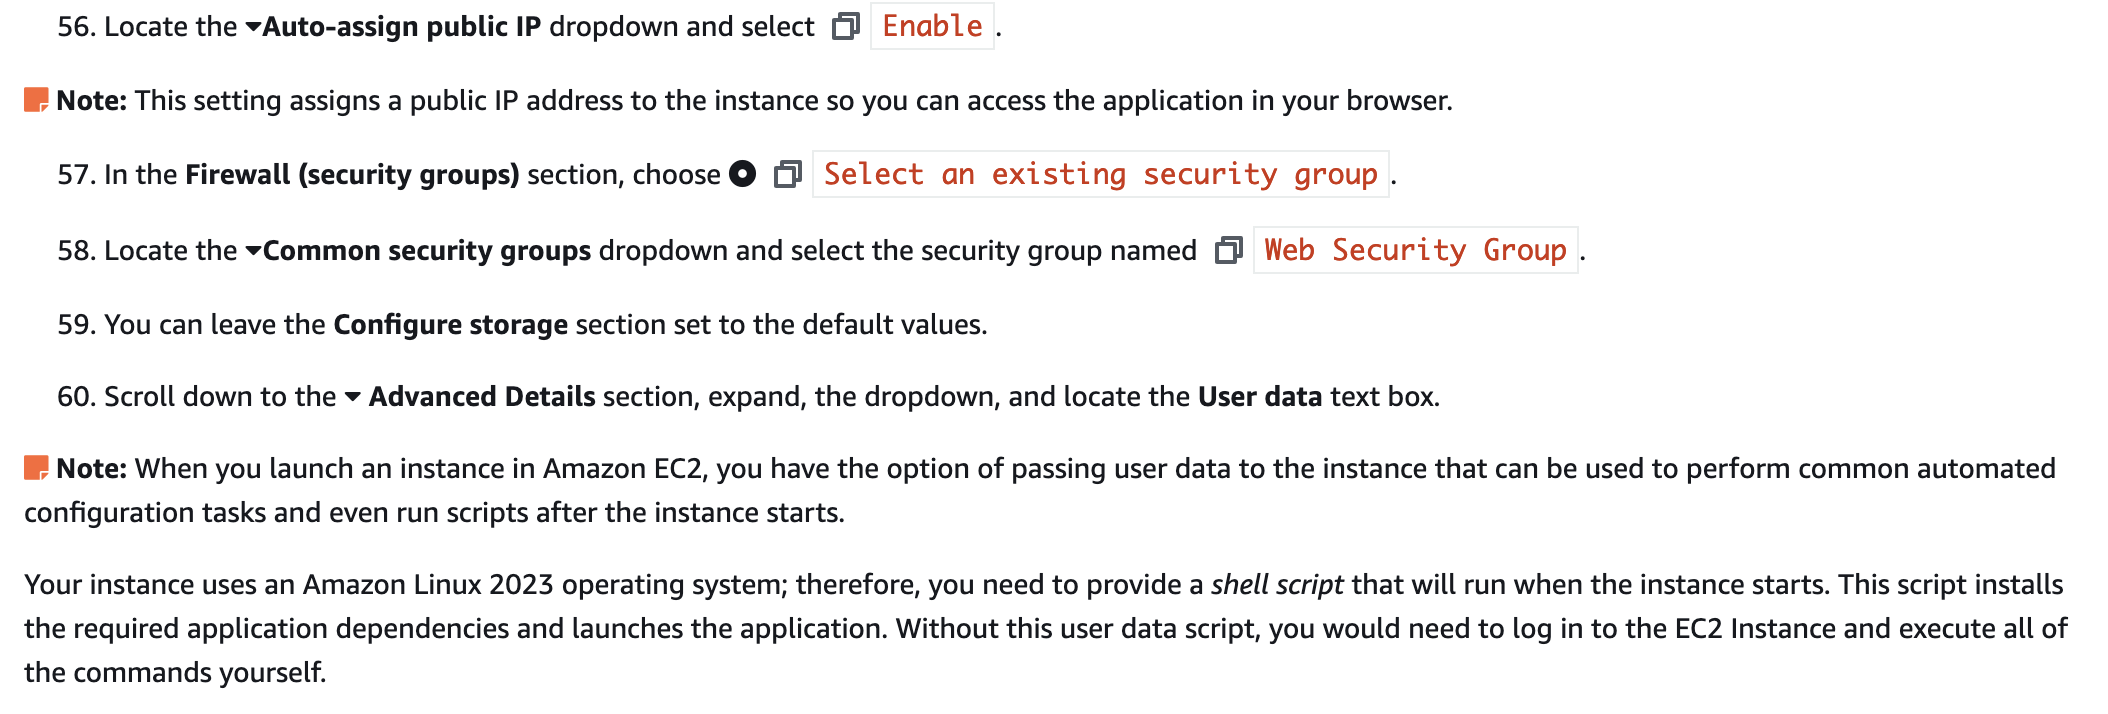 56. Locate the Auto-assign public IP dropdown and select Enable.
Note: This setting assigns a public IP address to the instance so you can access the application in your browser.
57. In the Firewall (security groups) section, choose Select an existing security group.
58. Locate the Common security groups dropdown and select the security group named Web Security Group.
59. You can leave the Configure storage section set to the default values.
60. Scroll down to the Advanced Details section, expand, the dropdown, and locate the User data text box.
Note: When you launch an instance in Amazon EC2, you have the option of passing user data to the instance that can be used to perform common automated
configuration tasks and even run scripts after the instance starts.
Your instance uses an Amazon Linux 2023 operating system; therefore, you need to provide a shell script that will run when the instance starts. This script installs
the required application dependencies and launches the application. Without this user data script, you would need to log in to the EC2 Instance and execute all of
the commands yourself.